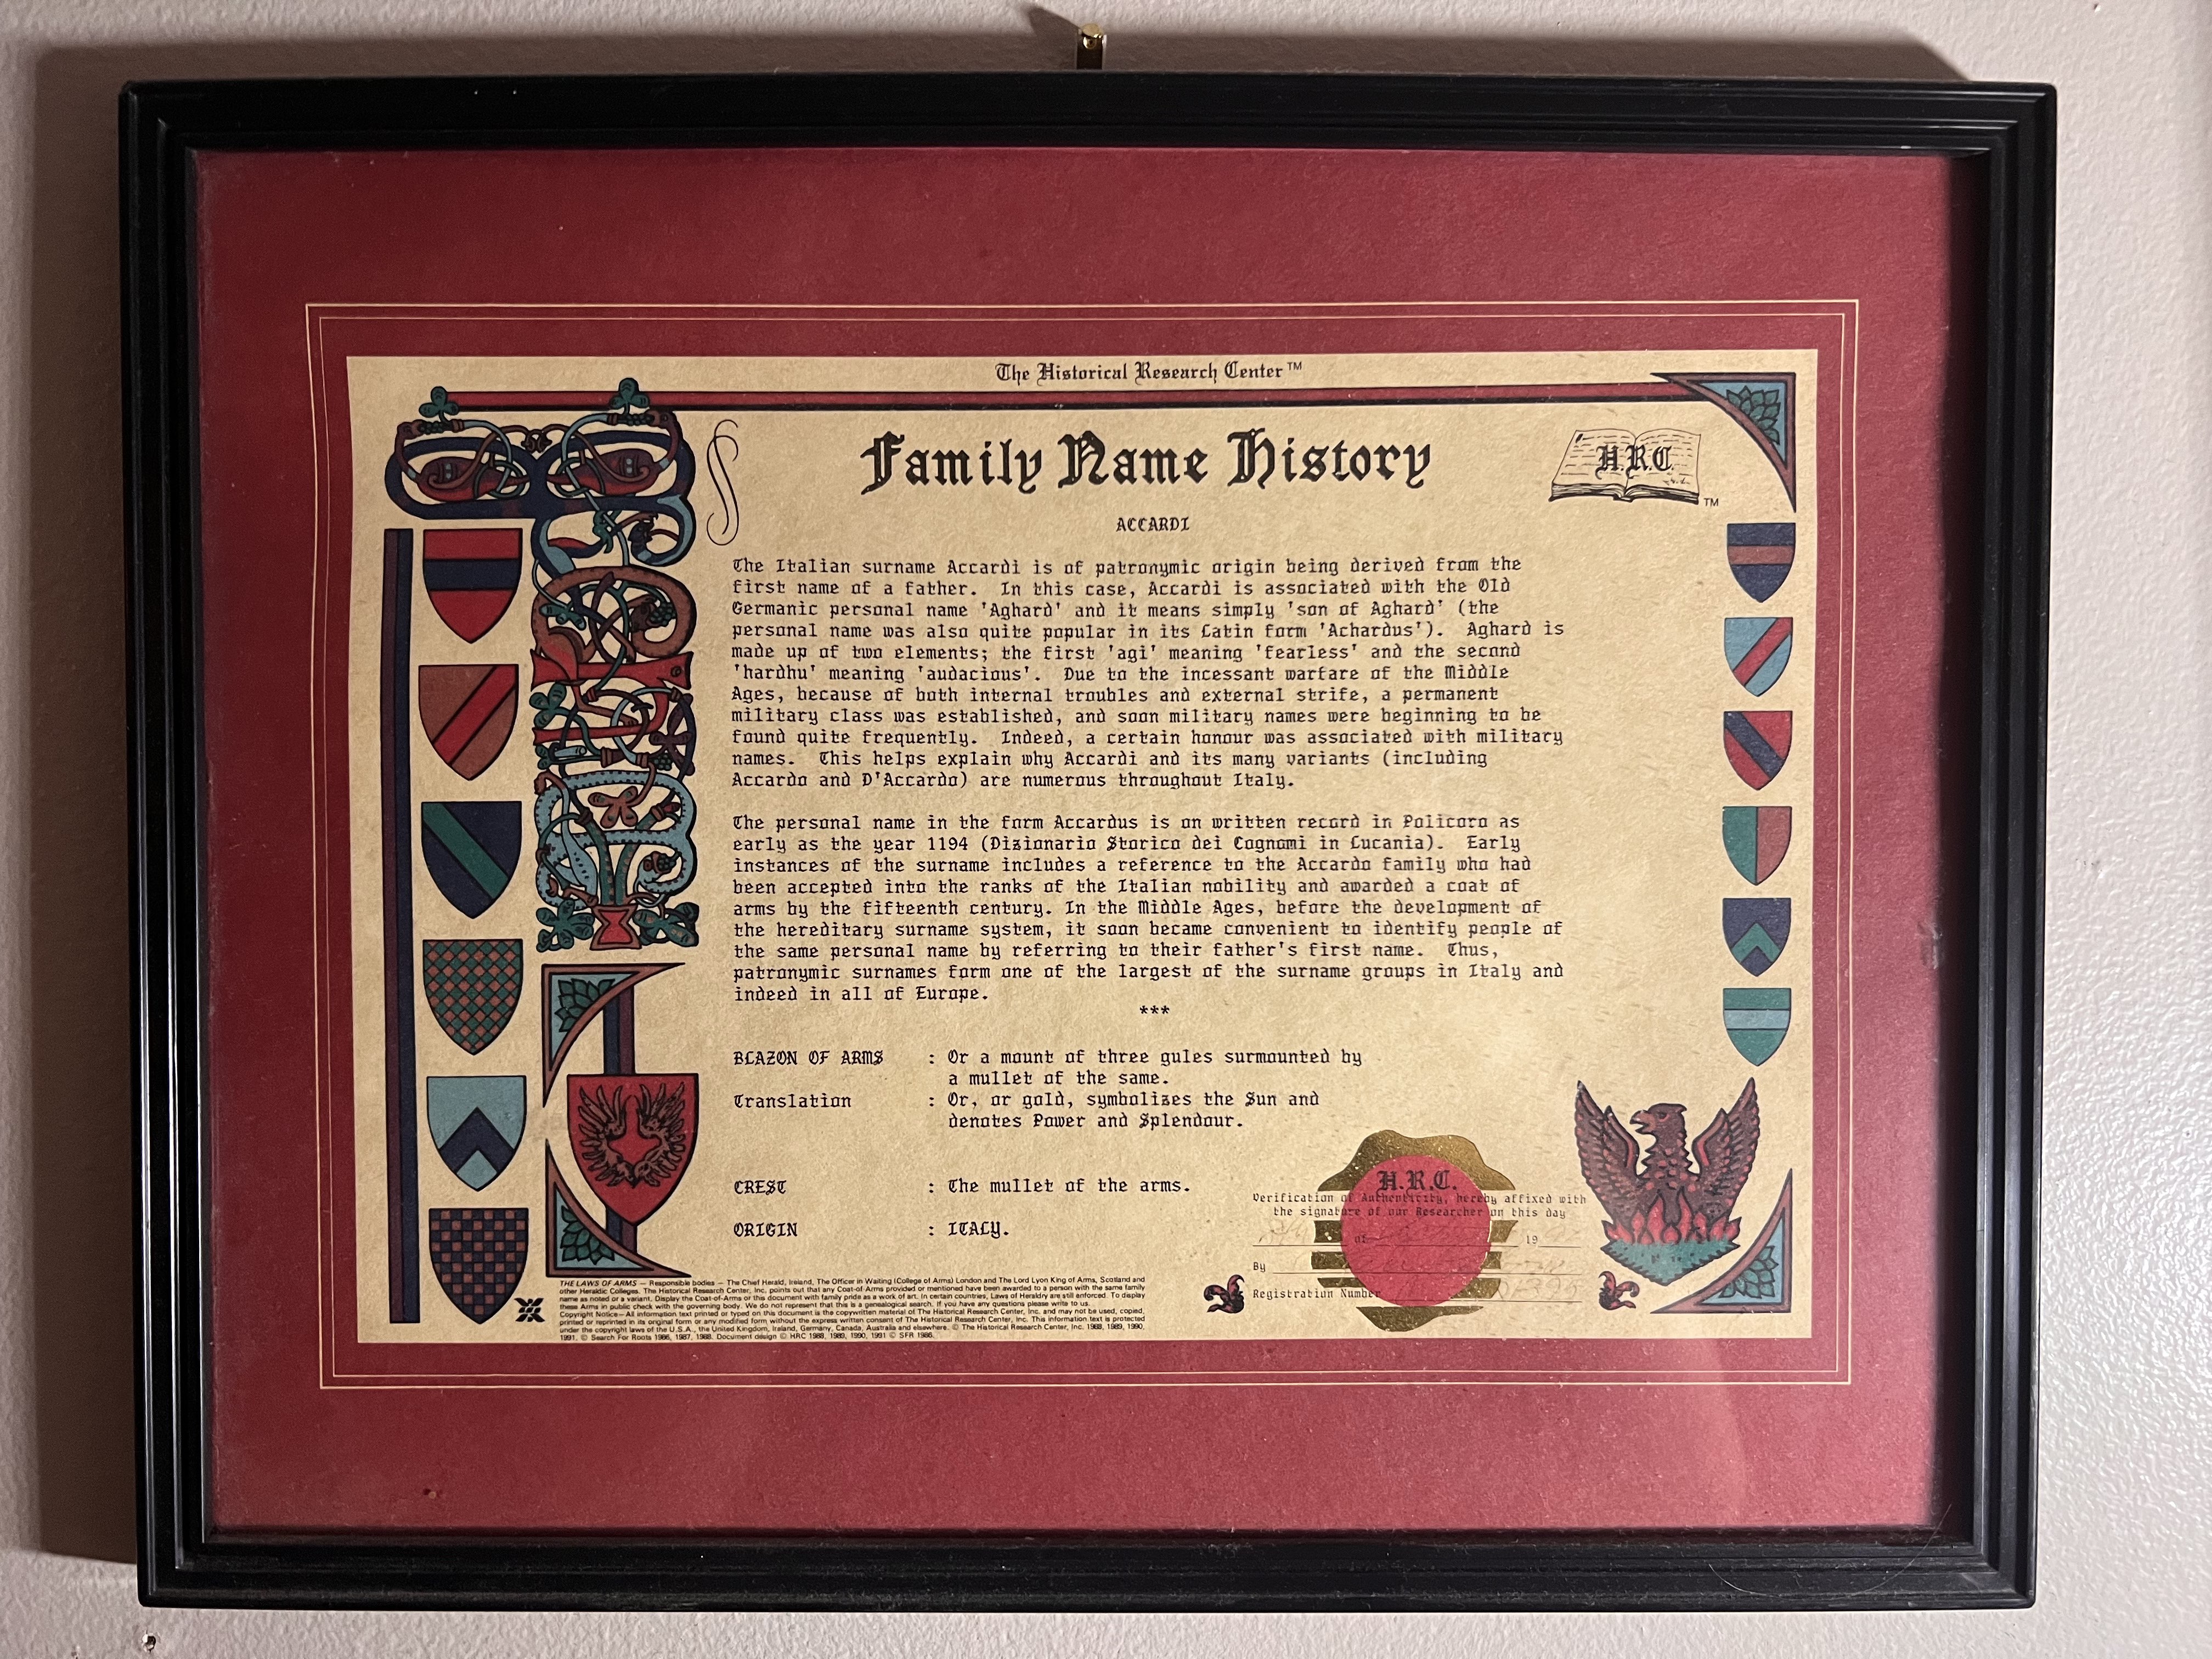 The Historical Research Center™
Family Name History
H.R.C.
TM
ACCARDI
The Italian surname Accardi is of patronymic origin being derived from the
first name of a father. In this case, Accardi is associated with the Old
Germanic personal name 'Aghard' and it means simply 'son of Aghard' (the
personal name was also quite popular in its Latin form 'Achardus'). Aghard is
made up of two elements; the first 'agi' meaning 'fearless' and the second
'hardhu' meaning 'audacious'. Due to the incessant warfare of the Middle
Ages, because of both internal troubles and external strife, a permanent
military class was established, and soon military names were beginning to be
found quite frequently. Indeed, a certain honour was associated with military
names. This helps explain why Accardi and its many variants (including
Accardo and D'Accardo) are numerous throughout Italy.
The personal name in the form Accardus is on written record in Policoro as
early as the year 1194 (Dizionario Storico dei Cognomi in Lucania). Early
instances of the surname includes a reference to the Accardo family who had
been accepted into the ranks of the Italian nobility and awarded a coat of
arms by the fifteenth century. In the Middle Ages, before the development of
the hereditary surname system, it soon became convenient to identify people of
the same personal name by referring to their father's first name. Thus,
patronymic surnames form one of the largest of the surname groups in Italy and
indeed in all of Europe.
***
BLAZON OF ARMS : Or a mount of three gules surmounted by
a mullet of the same.
Translation : Or, or gold, symbolizes the Sun and
denotes Power and Splendour.
CREST : The mullet of the arms.
ORIGIN : ITALY.
H.R.C.
Verification of Authenticity, hereby affixed with
the signature of our Researcher on this day
of 19
By
Registration Number
THE LAWS OF ARMS — Responsible bodies — The Chief Herald, Ireland, The Officer in Waiting (College of Arms) London and The Lord Lyon King of Arms, Scotland and
other Heraldic Colleges. The Historical Research Center, Inc. points out that any Coat-of Arms provided or mentioned have been awarded to a person with the same family
name as noted or a variant. Display the Coat-of-Arms or this document with family pride as a work of art. In certain countries, Laws of Heraldry are still enforced. To display
these Arms in public check with the governing body. We do not represent that this is a genealogical search. If you have any questions please write to us.
Copyright Notice—All information text printed or typed on this document is the copywritten material of The Historical Research Center, Inc. and may not be used, copied,
printed or reprinted in its original form or any modified form without the express written consent of The Historical Research Center, Inc. This information text is protected
under the copyright laws of the U.S.A., the United Kingdom, Ireland, Germany, Canada, Australia and elsewhere. © The Historical Research Center, Inc. 1988, 1989, 1990,
1991, © Search For Roots 1986, 1987, 1988. Document design © HRC 1988, 1989, 1990, 1991 © SFR 1986.